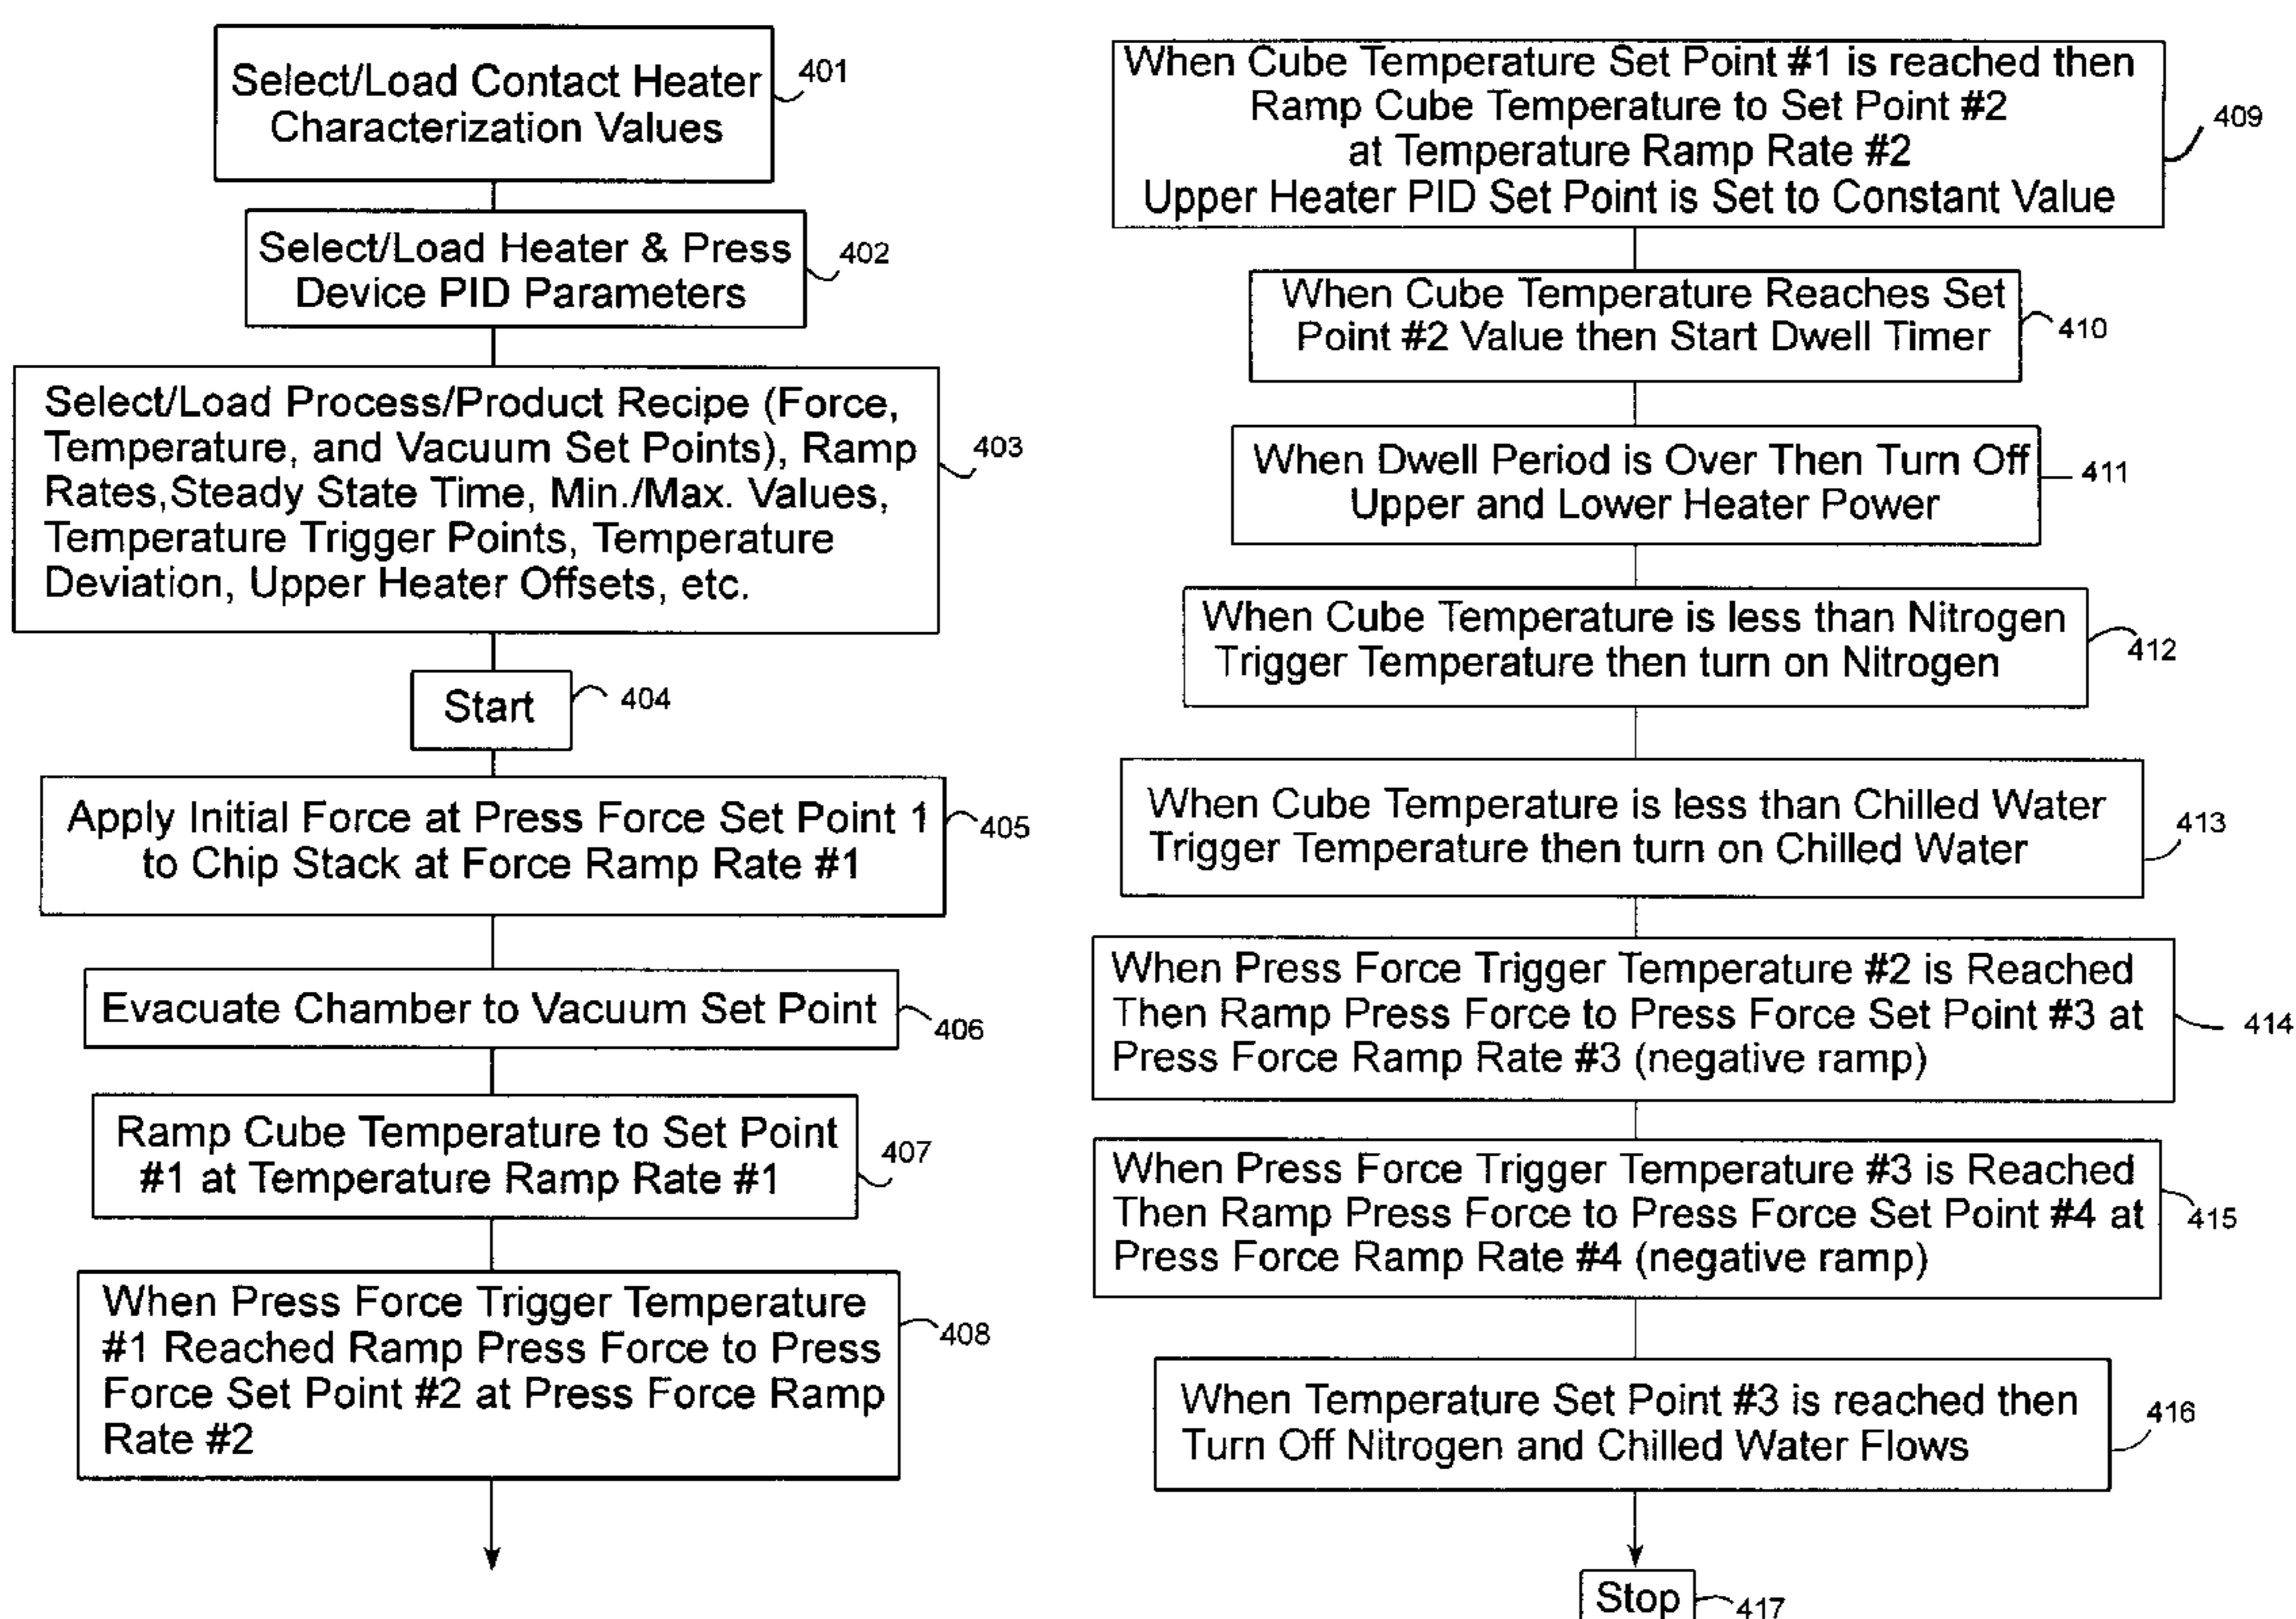 Select/Load Contact Heater
Characterization Values
401
Select/Load Heater & Press
Device PID Parameters
402
Select/Load Process/Product Recipe (Force,
Temperature, and Vacuum Set Points), Ramp
Rates,Steady State Time, Min./Max. Values,
Temperature Trigger Points, Temperature
Deviation, Upper Heater Offsets, etc.
403
Start
404
Apply Initial Force at Press Force Set Point 1
to Chip Stack at Force Ramp Rate #1
405
Evacuate Chamber to Vacuum Set Point
406
Ramp Cube Temperature to Set Point
#1 at Temperature Ramp Rate #1
407
When Press Force Trigger Temperature
#1 Reached Ramp Press Force to Press
Force Set Point #2 at Press Force Ramp
Rate #2
408
When Cube Temperature Set Point #1 is reached then
Ramp Cube Temperature to Set Point #2
at Temperature Ramp Rate #2
Upper Heater PID Set Point is Set to Constant Value
409
When Cube Temperature Reaches Set
Point #2 Value then Start Dwell Timer
410
When Dwell Period is Over Then Turn Off
Upper and Lower Heater Power
411
When Cube Temperature is less than Nitrogen
Trigger Temperature then turn on Nitrogen
412
When Cube Temperature is less than Chilled Water
Trigger Temperature then turn on Chilled Water
413
When Press Force Trigger Temperature #2 is Reached
Then Ramp Press Force to Press Force Set Point #3 at
Press Force Ramp Rate #3 (negative ramp)
414
When Press Force Trigger Temperature #3 is Reached
Then Ramp Press Force to Press Force Set Point #4 at
Press Force Ramp Rate #4 (negative ramp)
415
When Temperature Set Point #3 is reached then
Turn Off Nitrogen and Chilled Water Flows
416
Stop
417